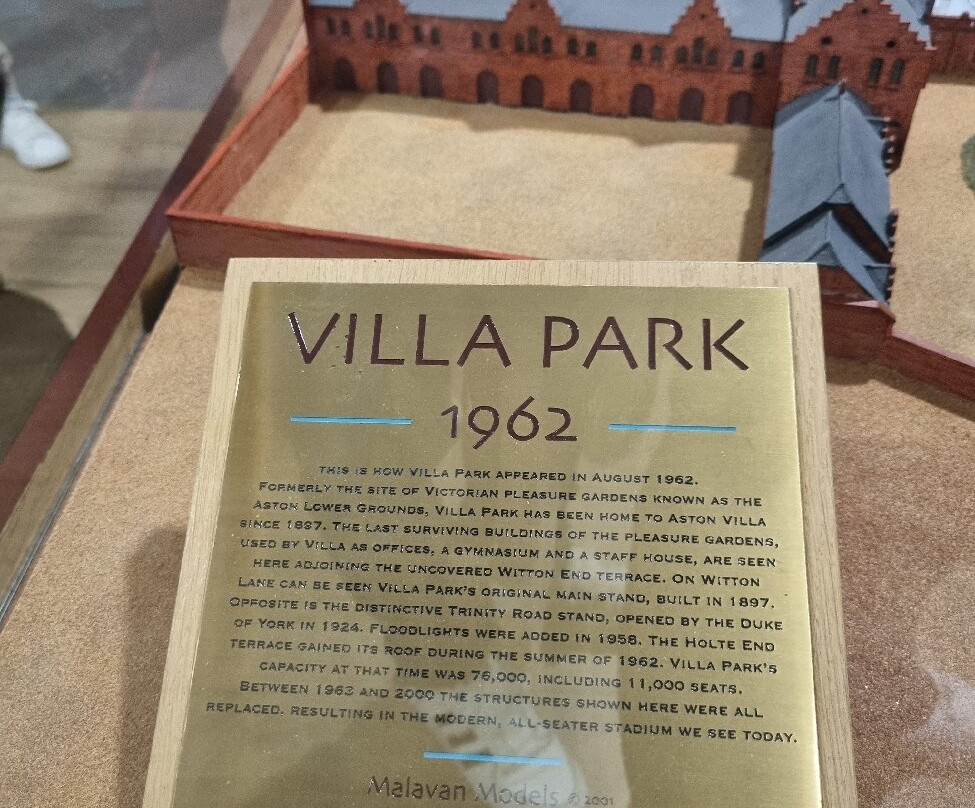 VILLA PARK
1962
THIS IS HOW VILLA PARK APPEARED IN AUGUST 1962.
FORMERLY THE SITE OF VICTORIAN PLEASURE GARDENS KNOWN AS THE
ASTON LOWER GROUNDS, VILLA PARK HAS BEEN HOME TO ASTON VILLA
SINCE 1897. THE LAST SURVIVING BUILDINGS OF THE PLEASURE GARDENS,
USED BY VILLA AS OFFICES, A GYMNASIUM AND A STAFF HOUSE, ARE SEEN
HERE ADJOINING THE UNCOVERED WITTON END TERRACE. ON WITTON
LANE CAN BE SEEN VILLA PARK'S ORIGINAL MAIN STAND, BUILT IN 1897.
OPPOSITE IS THE DISTINCTIVE TRINITY ROAD STAND, OPENED BY THE DUKE
OF YORK IN 1924. FLOODLIGHTS WERE ADDED IN 1958. THE HOLTE END
TERRACE GAINED ITS ROOF DURING THE SUMMER OF 1962. VILLA PARK'S
CAPACITY AT THAT TIME WAS 76,000, INCLUDING 11,000 SEATS.
BETWEEN 1963 AND 2000 THE STRUCTURES SHOWN HERE WERE ALL
REPLACED. RESULTING IN THE MODERN, ALL-SEATER STADIUM WE SEE TODAY.
Malavan Models © 2001